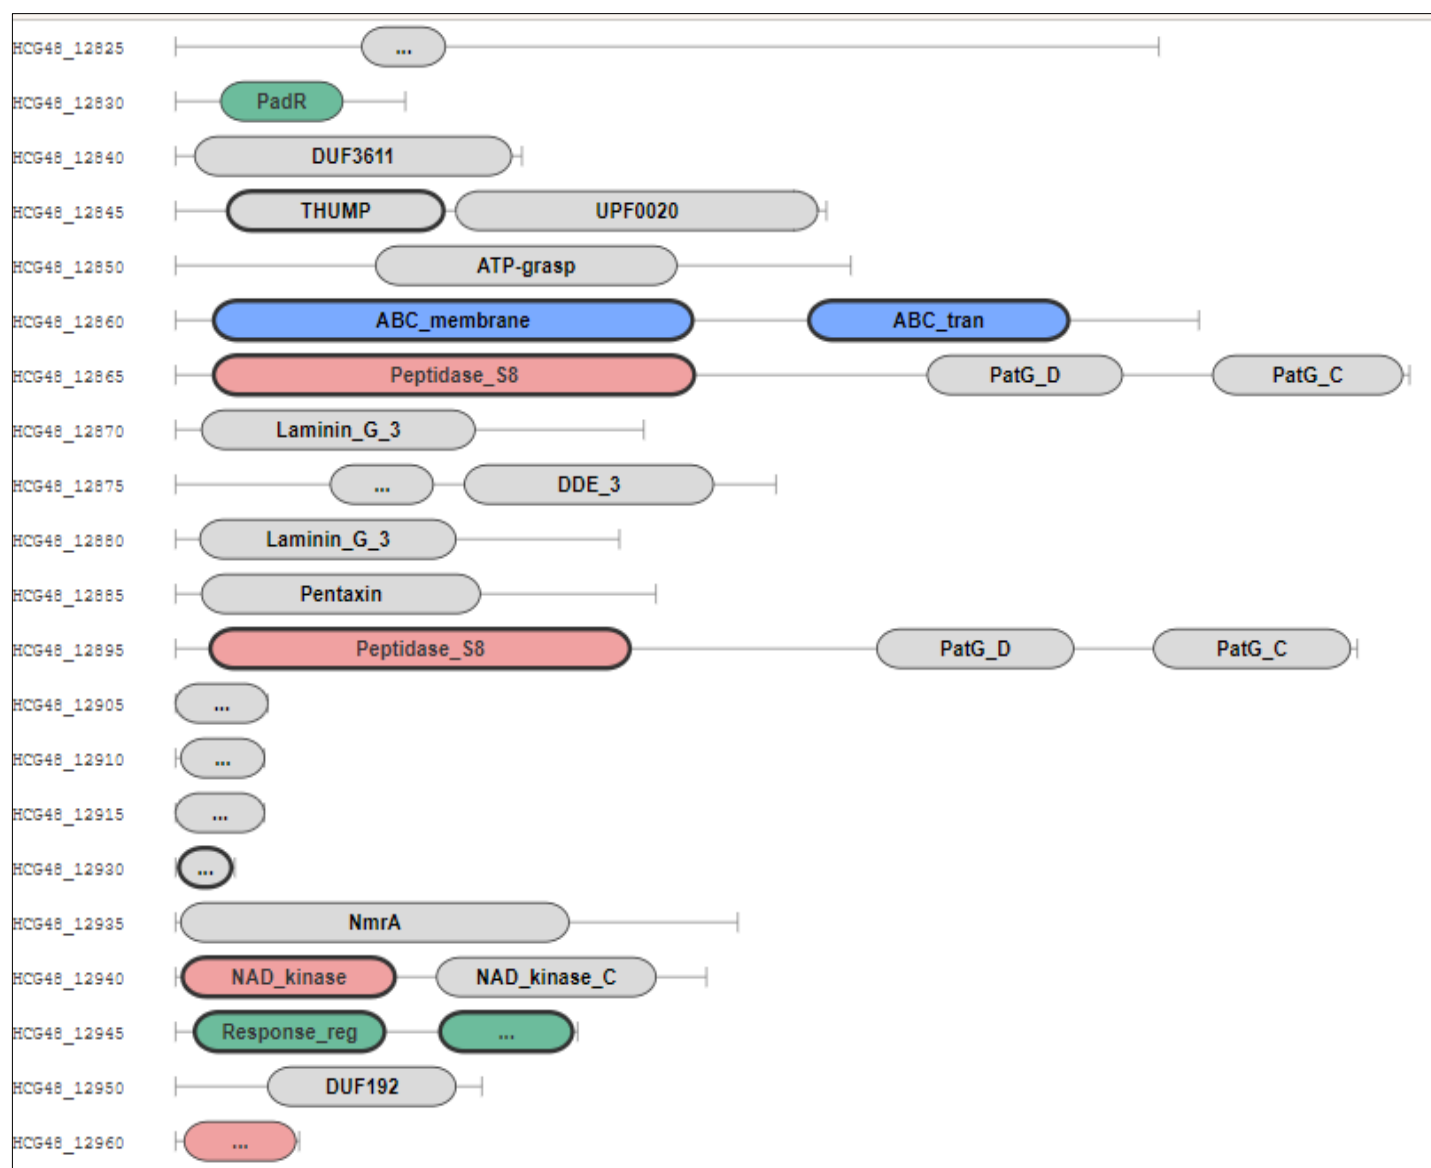 HCG48_12825 ...
HCG48_12830 PadR
HCG48_12840 DUF3611
HCG48_12845 THUMP UPF0020
HCG48_12850 ATP-grasp
HCG48_12860 ABC_membrane ABC_tran
HCG48_12865 Peptidase_S8 PatG_D PatG_C
HCG48_12870 Laminin_G_3
HCG48_12875 ... DDE_3
HCG48_12880 Laminin_G_3
HCG48_12885 Pentaxin
HCG48_12895 Peptidase_S8 PatG_D PatG_C
HCG48_12905 ...
HCG48_12910 ...
HCG48_12915 ...
HCG48_12930 ...
HCG48_12935 NmrA
HCG48_12940 NAD_kinase NAD_kinase_C
HCG48_12945 Response_reg ...
HCG48_12950 DUF192
HCG48_12960 ...